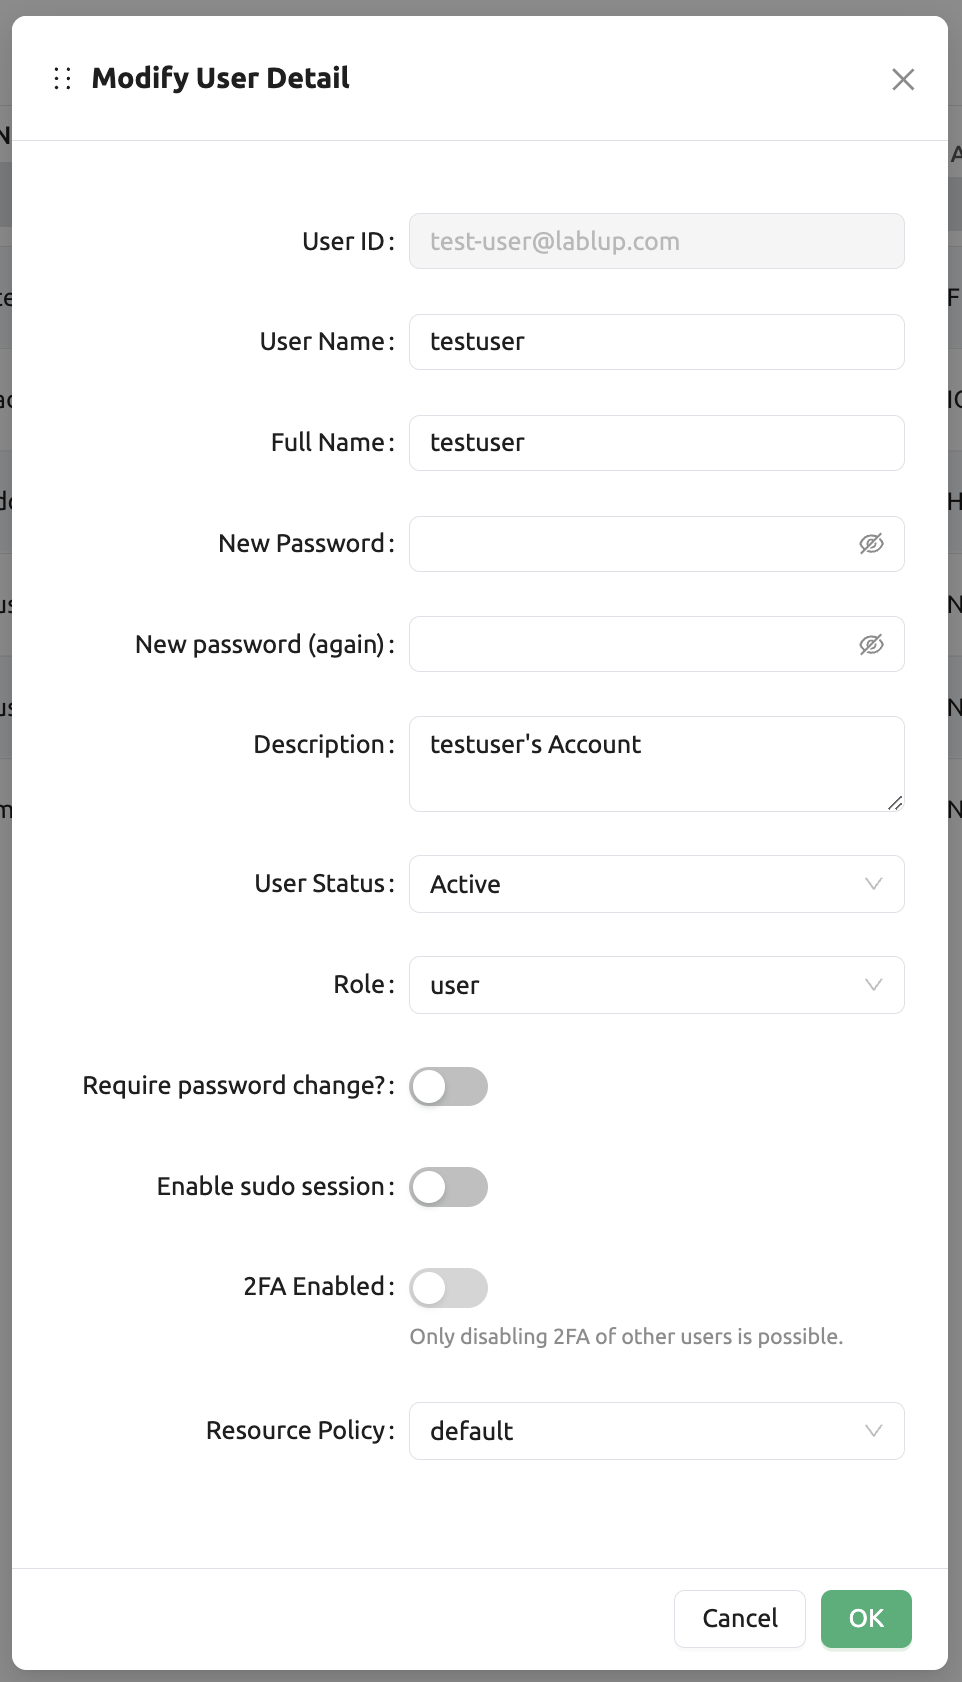 Modify User Detail
User ID: test-user@lablup.com
User Name: testuser
Full Name: testuser
New Password:
New password (again):
Description: testuser's Account
User Status: Active
Role: user
Require password change?:
Enable sudo session:
2FA Enabled:
Only disabling 2FA of other users is possible.
Resource Policy: default
Cancel OK